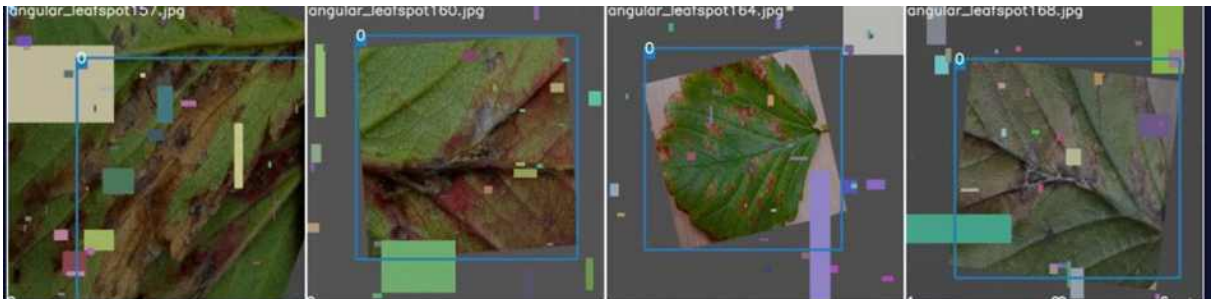 angular_leafspot157.jpg
angular_leafspot160.jpg
angular_leafspot164.jpg
angular_leafspot168.jpg
0
0
0
0